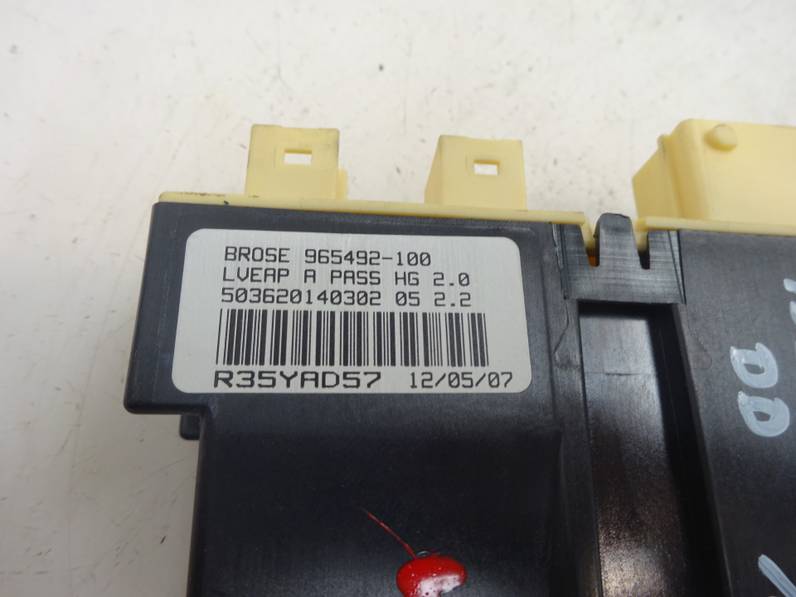 BROSE 965492-100
LVEAP A PASS HG 2.0
503620140302 05 2.2
R35YAD57 12/05/07